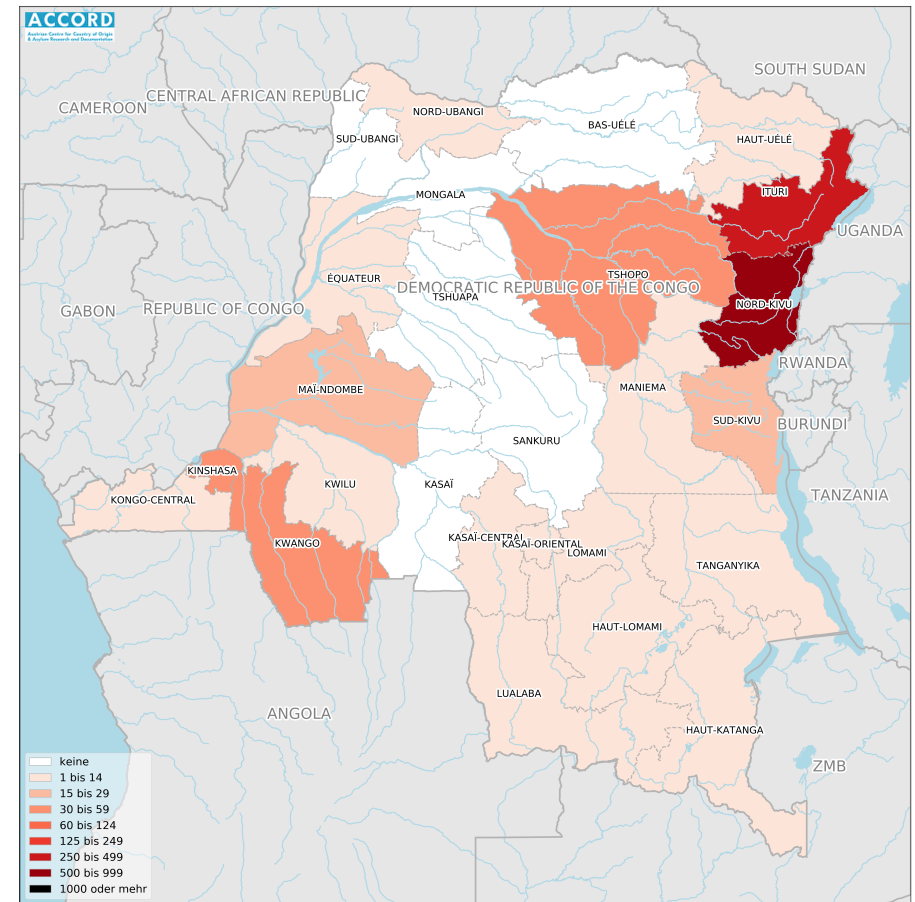 ACCORD
Austrian Centre for Country of Origin
& Asylum Research and Documentation
SOUTH SUDAN
CENTRAL AFRICAN REPUBLIC
CAMEROON
NORD-UBANGI
BAS-UÉLÉ
SUD-UBANGI
HAUT-UÉLÉ
ITURI
MONGALA
UGANDA
TSHOPO
ÉQUATEUR
DEMOCRATIC REPUBLIC OF THE CONGO
TSHUAPA
NORD-KIVU
GABON
REPUBLIC OF CONGO
RWANDA
MAÏ-NDOMBE
MANIEMA
SUD-KIVU
BURUNDI
SANKURU
KINSHASA
KWILU
KASAÏ
TANZANIA
KONGO-CENTRAL
KASAÏ-CENTRAL
KASAÏ-ORIENTAL
KWANGO
LOMAMI
TANGANYIKA
HAUT-LOMAMI
LUALABA
ANGOLA
HAUT-KATANGA
ZMB
keine
1 bis 14
15 bis 29
30 bis 59
60 bis 124
125 bis 249
250 bis 499
500 bis 999
1000 oder mehr